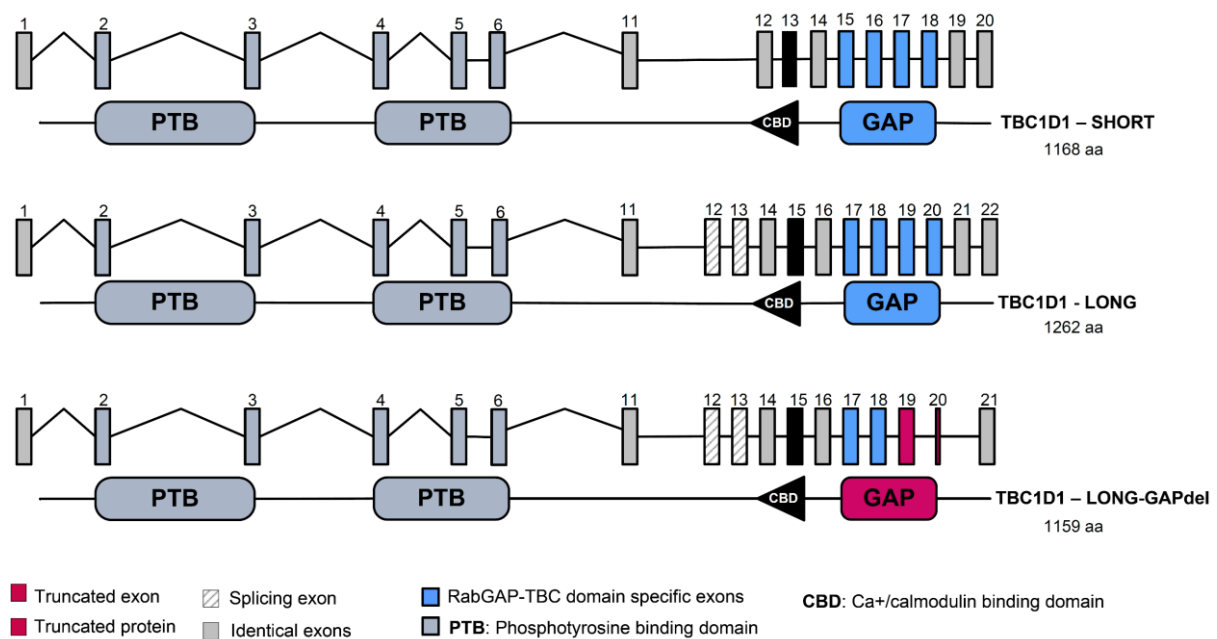 1 2 3 4 5 6 11 12 13 14 15 16 17 18 19 20
PTB PTB CBD GAP TBC1D1 – SHORT
1168 aa
1 2 3 4 5 6 11 12 13 14 15 16 17 18 19 20 21 22
PTB PTB CBD GAP TBC1D1 - LONG
1262 aa
1 2 3 4 5 6 11 12 13 14 15 16 17 18 19 20 21
PTB PTB CBD GAP TBC1D1 – LONG-GAPdel
1159 aa
Truncated exon Splicing exon RabGAP-TBC domain specific exons CBD: Ca+/calmodulin binding domain
Truncated protein Identical exons PTB: Phosphotyrosine binding domain